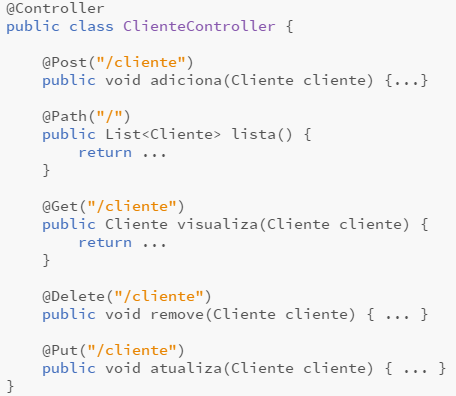 @Controller
public class ClienteController {
@Post("/cliente")
public void adiciona(Cliente cliente) {...}
@Path("/")
public List<Cliente> lista() {
return ...
}
@Get("/cliente")
public Cliente visualiza(Cliente cliente) {
return ...
}
@Delete("/cliente")
public void remove(Cliente cliente) { ... }
@Put("/cliente")
public void atualiza(Cliente cliente) { ... }
}